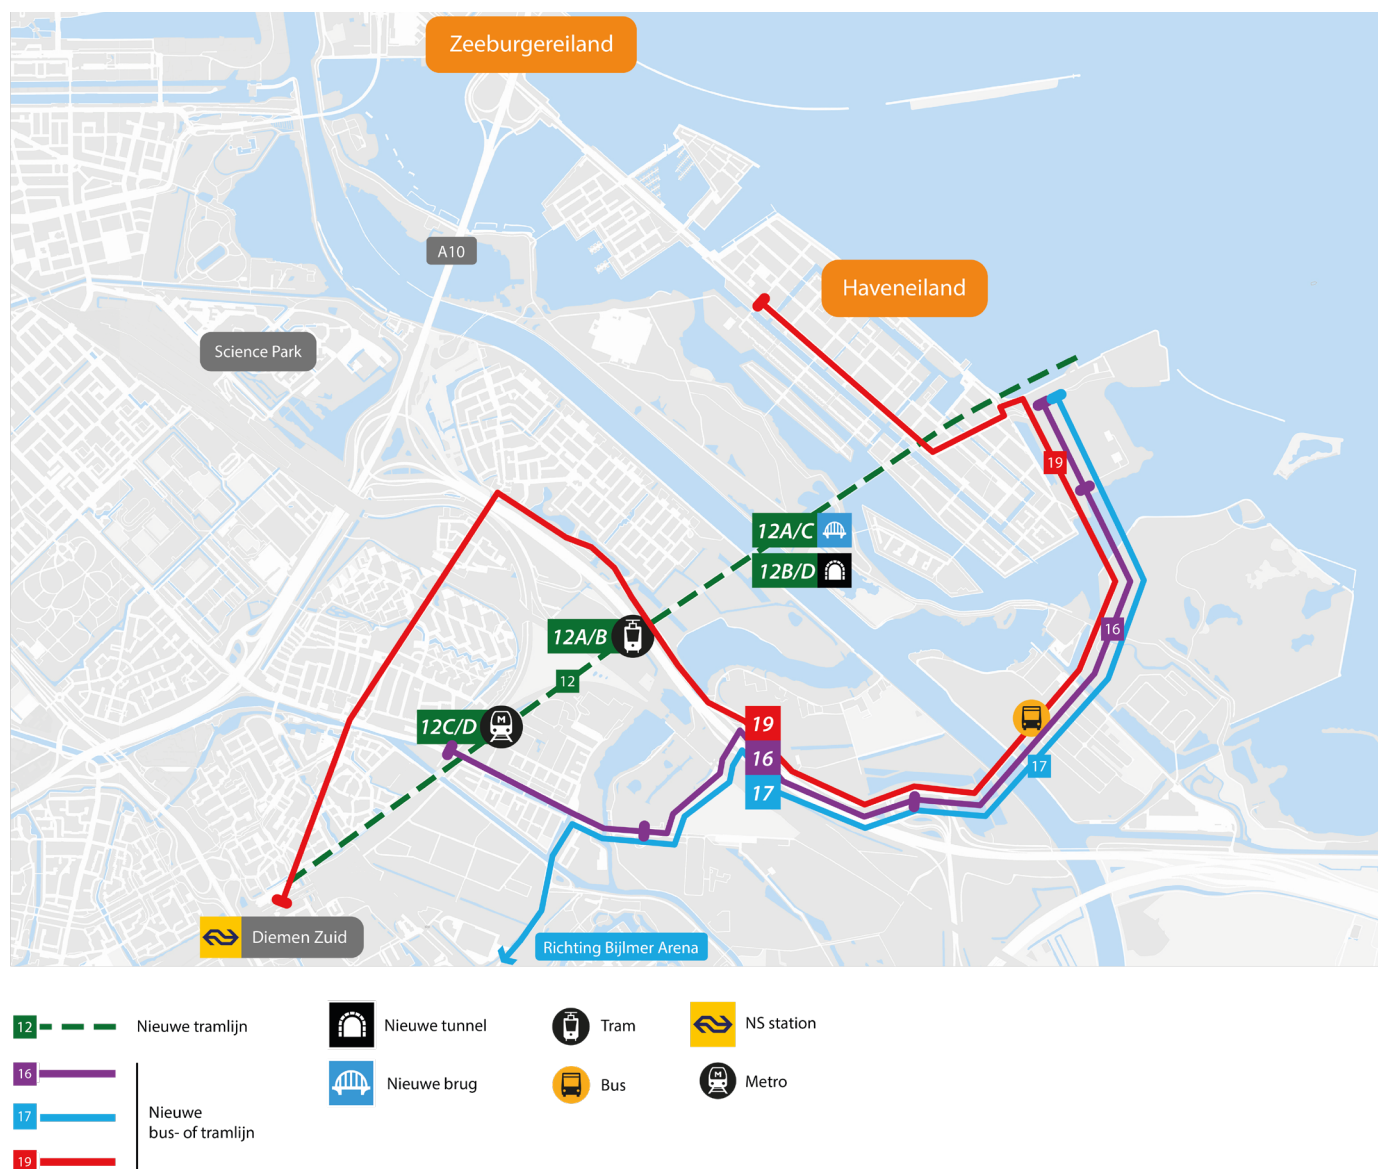 Zeeburgereiland
A10
Haveneiland
Science Park
19
12A/C
12B/D
16
12A/B
12
12C/D
M
19
16
17
17
Diemen Zuid
Richting Bijlmer Arena
12 Nieuwe tramlijn
Nieuwe tunnel
Tram
NS station
16
Nieuwe brug
Bus
M
Metro
17
Nieuwe
bus- of tramlijn
19